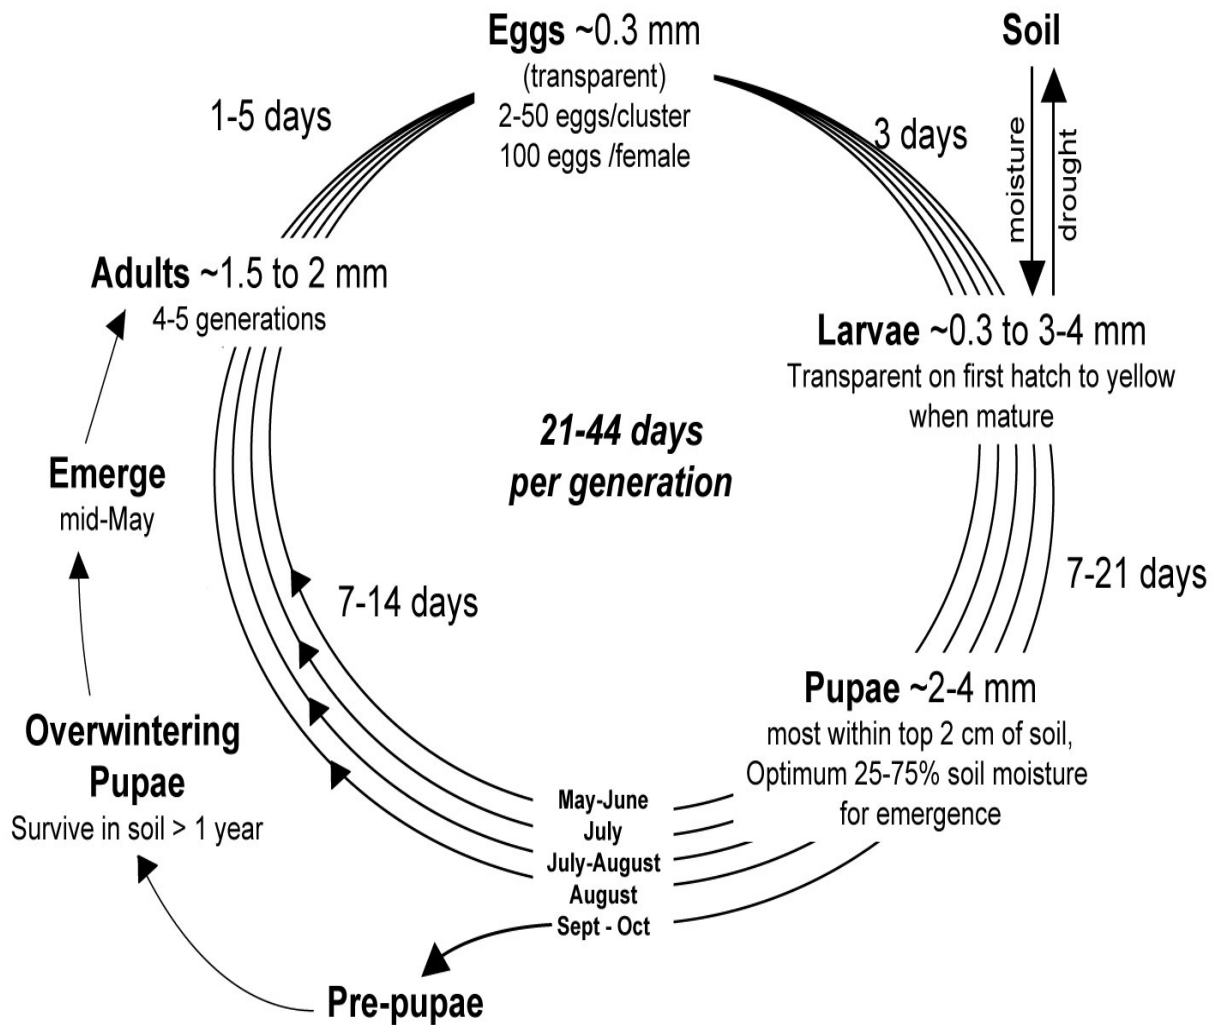 Eggs ~0.3 mm
(transparent)
2-50 eggs/cluster
100 eggs /female
Soil
1-5 days
3 days
moisture
drought
Adults ~1.5 to 2 mm
4-5 generations
Larvae ~0.3 to 3-4 mm
Transparent on first hatch to yellow
when mature
21-44 days
per generation
Emerge
mid-May
7-14 days
7-21 days
Pupae ~2-4 mm
most within top 2 cm of soil,
Optimum 25-75% soil moisture
for emergence
Overwintering
Pupae
Survive in soil > 1 year
May-June
July
July-August
August
Sept - Oct
Pre-pupae